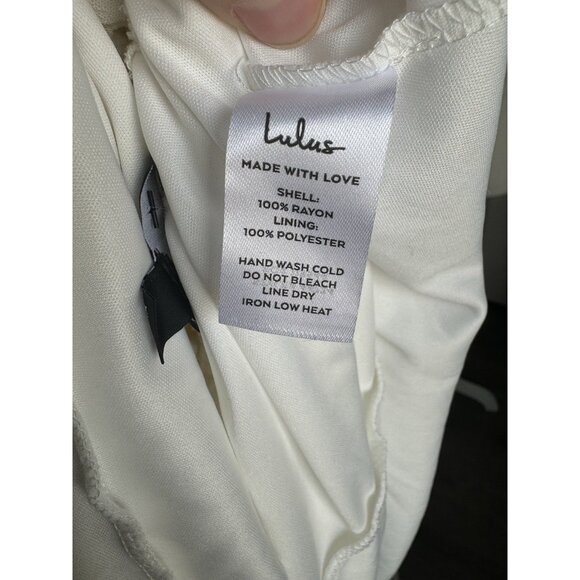 Lulus
MADE WITH LOVE
SHELL:
100% RAYON
LINING:
100% POLYESTER
HAND WASH COLD
DO NOT BLEACH
LINE DRY
IRON LOW HEAT